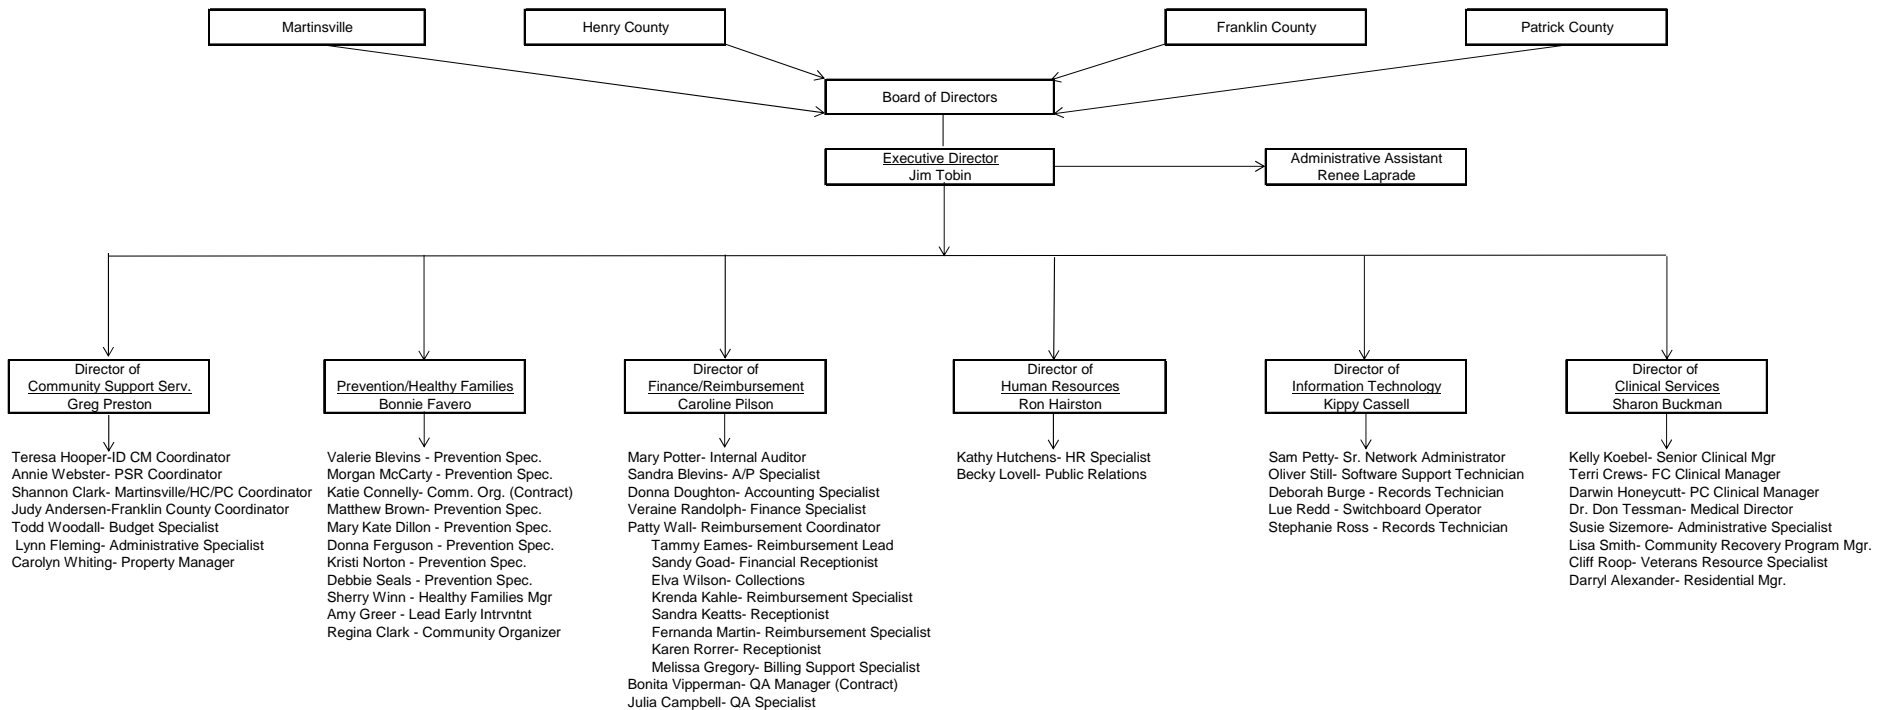 Martinsville
Henry County
Franklin County
Patrick County
Board of Directors
Executive Director
Jim Tobin
Administrative Assistant
Renee Laprade
Director of
Community Support Serv.
Greg Preston
Prevention/Healthy Families
Bonnie Favero
Director of
Finance/Reimbursement
Caroline Pilson
Director of
Human Resources
Ron Hairston
Director of
Information Technology
Kippy Cassell
Director of
Clinical Services
Sharon Buckman
Teresa Hooper-ID CM Coordinator
Annie Webster- PSR Coordinator
Shannon Clark- Martinsville/HC/PC Coordinator
Judy Andersen-Franklin County Coordinator
Todd Woodall- Budget Specialist
Lynn Fleming- Administrative Specialist
Carolyn Whiting- Property Manager
Valerie Blevins - Prevention Spec.
Morgan McCarty - Prevention Spec.
Katie Connelly- Comm. Org. (Contract)
Matthew Brown- Prevention Spec.
Mary Kate Dillon - Prevention Spec.
Donna Ferguson - Prevention Spec.
Kristi Norton - Prevention Spec.
Debbie Seals - Prevention Spec.
Sherry Winn - Healthy Families Mgr
Amy Greer - Lead Early Intrvntnt
Regina Clark - Community Organizer
Mary Potter- Internal Auditor
Sandra Blevins- A/P Specialist
Donna Doughton- Accounting Specialist
Veraine Randolph- Finance Specialist
Patty Wall- Reimbursement Coordinator
Tammy Eames- Reimbursement Lead
Sandy Goad- Financial Receptionist
Elva Wilson- Collections
Krenda Kahle- Reimbursement Specialist
Sandra Keatts- Receptionist
Fernanda Martin- Reimbursement Specialist
Karen Rorrer- Receptionist
Melissa Gregory- Billing Support Specialist
Bonita Vipperman- QA Manager (Contract)
Julia Campbell- QA Specialist
Kathy Hutchens- HR Specialist
Becky Lovell- Public Relations
Sam Petty- Sr. Network Administrator
Oliver Still- Software Support Technician
Deborah Burge - Records Technician
Lue Redd - Switchboard Operator
Stephanie Ross - Records Technician
Kelly Koebel- Senior Clinical Mgr
Terri Crews- FC Clinical Manager
Darwin Honeycutt- PC Clinical Manager
Dr. Don Tessman- Medical Director
Susie Sizemore- Administrative Specialist
Lisa Smith- Community Recovery Program Mgr.
Cliff Roop- Veterans Resource Specialist
Darryl Alexander- Residential Mgr.